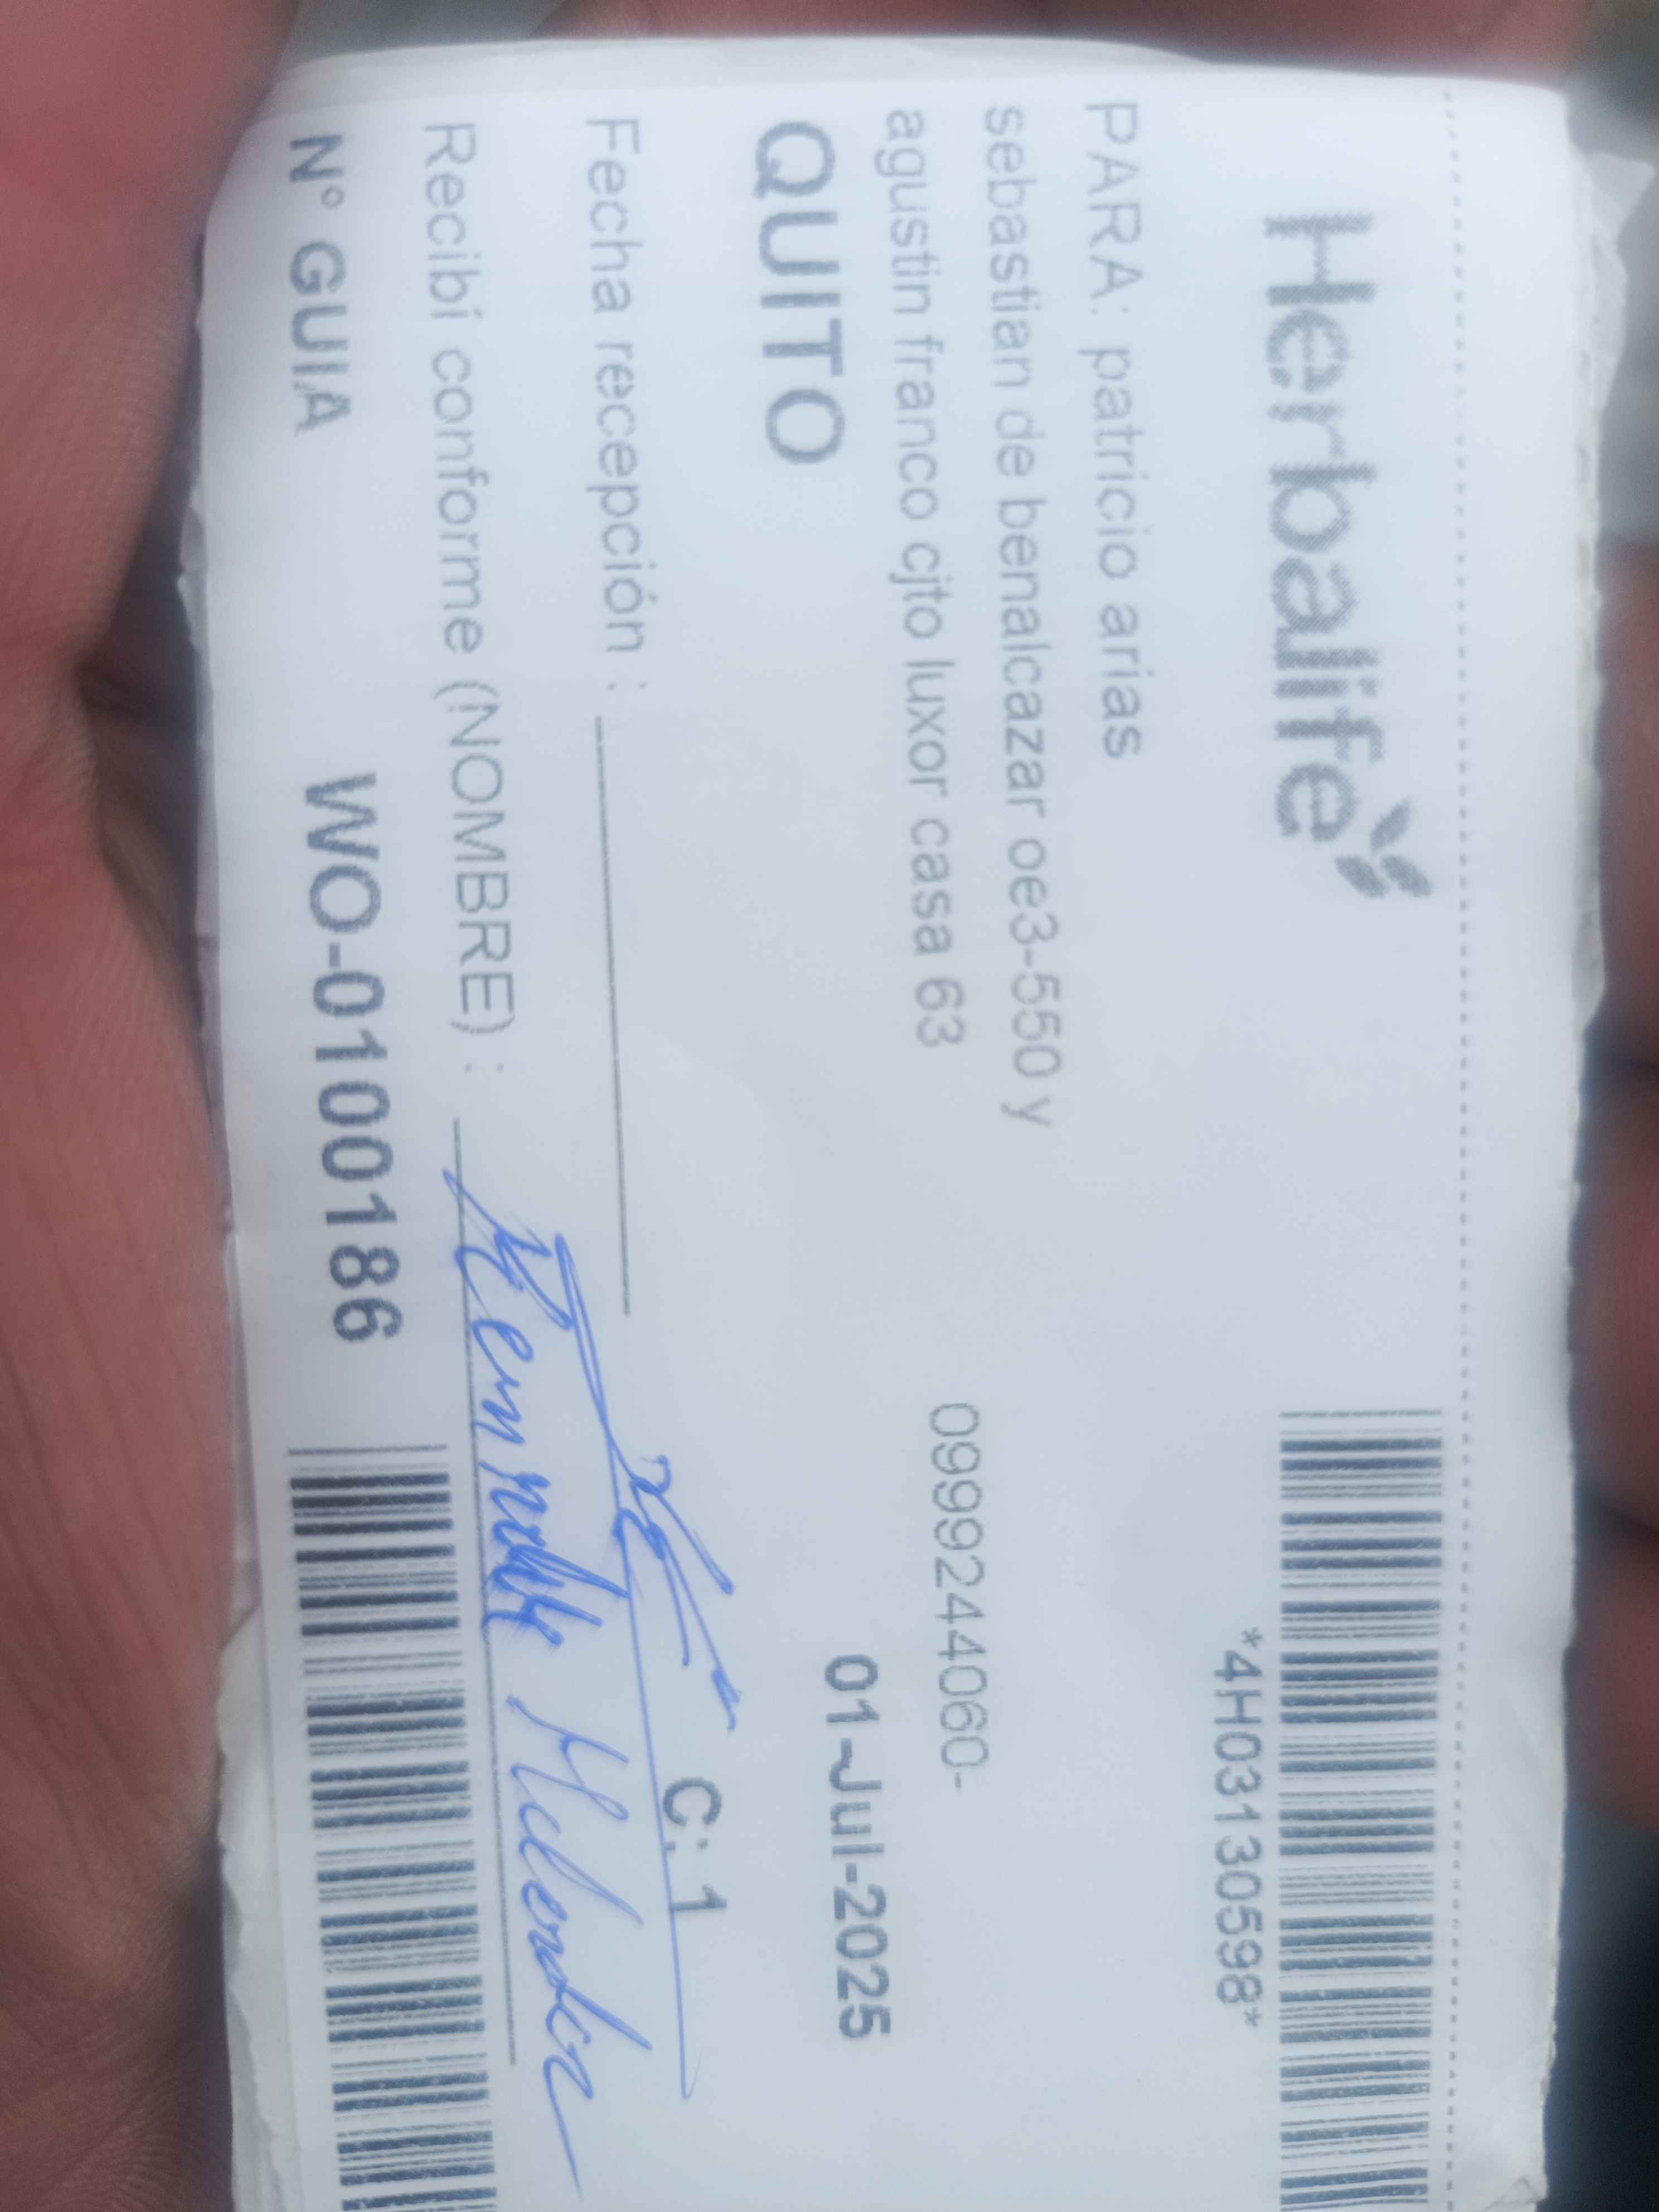 Herbalife
*4H03130598*
PARA: patricio arias
sebastian de benalcazar oe3-550 y
agustin franco cjto luxor casa 63
0999244060-
QUITO
01-Jul-2025
Fecha recepción :
C: 1
Recibí conforme (NOMBRE) :
N° GUIA WO-0100186